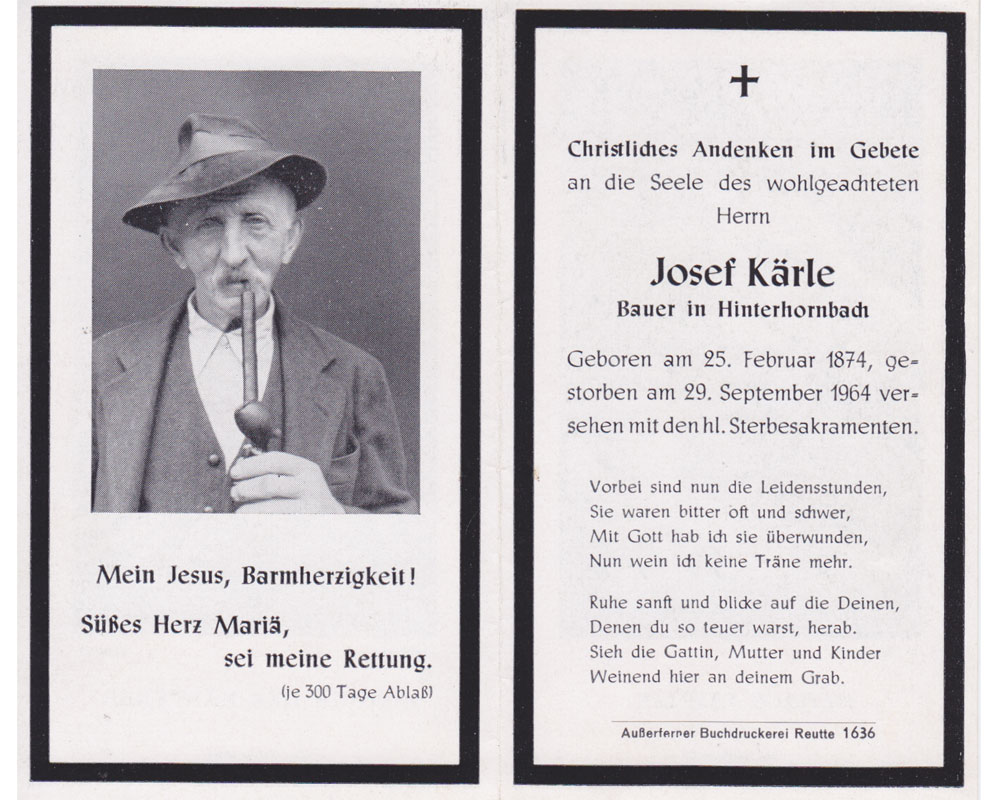 Mein Jesus, Barmherzigkeit!
Süßes Herz Mariä,
sei meine Rettung.
(je 300 Tage Ablaß)
Christliches Andenken im Gebete
an die Seele des wohlgeachteten
Herrn
Josef Kärle
Bauer in Hinterhornbach
Geboren am 25. Februar 1874, ge-
storben am 29. September 1964 ver-
sehen mit den hl. Sterbesakramenten.
Vorbei sind nun die Leidensstunden,
Sie waren bitter oft und schwer,
Mit Gott hab ich sie überwunden,
Nun wein ich keine Träne mehr.
Ruhe sanft und blicke auf die Deinen,
Denen du so teuer warst, herab.
Sieh die Gattin, Mutter und Kinder
Weinend hier an deinem Grab.
Außerferner Buchdruckerei Reutte 1636